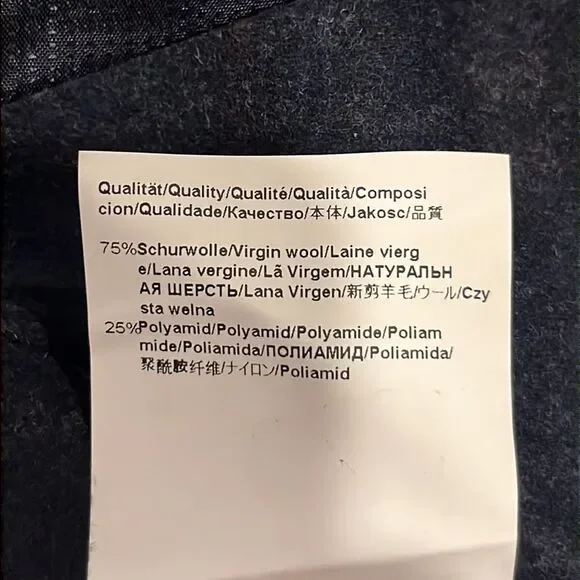 Qualität/Quality/Qualité/Qualità/Composi
cion/Qualidade/Качество/本体/Jakosc/品質
75%Schurwolle/Virgin wool/Laine vierg
e/Lana vergine/Lã Virgem/НАТУРАЛЬН
АЯ ШЕРСТЬ/Lana Virgen/新剪羊毛/ウール/Czy
sta welna
25%Polyamid/Polyamid/Polyamide/Poliam
mide/Poliamida/ПОЛИАМИД/Poliamida/
聚酰胺纤维/ナイロン/Poliamid